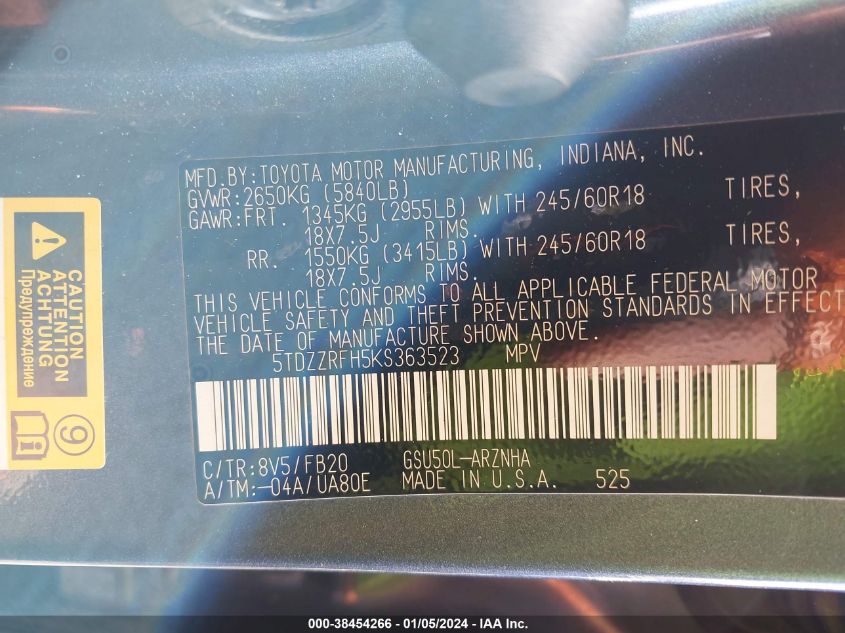 MFD.BY:TOYOTA MOTOR MANUFACTURING, INDIANA, INC.
GVWR:2650KG (5840LB)
GAWR:FRT. 1345KG (2955LB) WITH 245/60R18 TIRES,
18X7.5J RIMS.
RR. 1550KG (3415LB) WITH 245/60R18 TIRES,
18X7.5J RIMS.
THIS VEHICLE CONFORMS TO ALL APPLICABLE FEDERAL MOTOR
VEHICLE SAFETY AND THEFT PREVENTION STANDARDS IN EFFECT
THE DATE OF MANUFACTURE SHOWN ABOVE.
5TDZZRFH5KS363523 MPV
C/TR:8V5/FB20 GSU50L-ARZNHA
A/TM:-04A/UA80E MADE IN U.S.A. 525
CAUTION
ATTENTION
ACHTUNG
Предупреждение
9
000-38454266 - 01/05/2024 - IAA Inc.